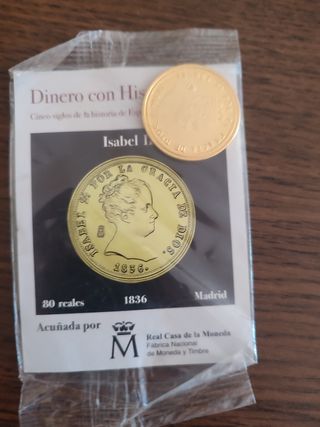 Dinero con His
Cinco siglos de la historia de Esp
Isabel I
ISABEL 2ª POR LA GRACIA DE DIOS.
1836.
80 reales 1836 Madrid
Acuñada por
M
Real Casa de la Moneda
Fábrica Nacional
de Moneda y Timbre